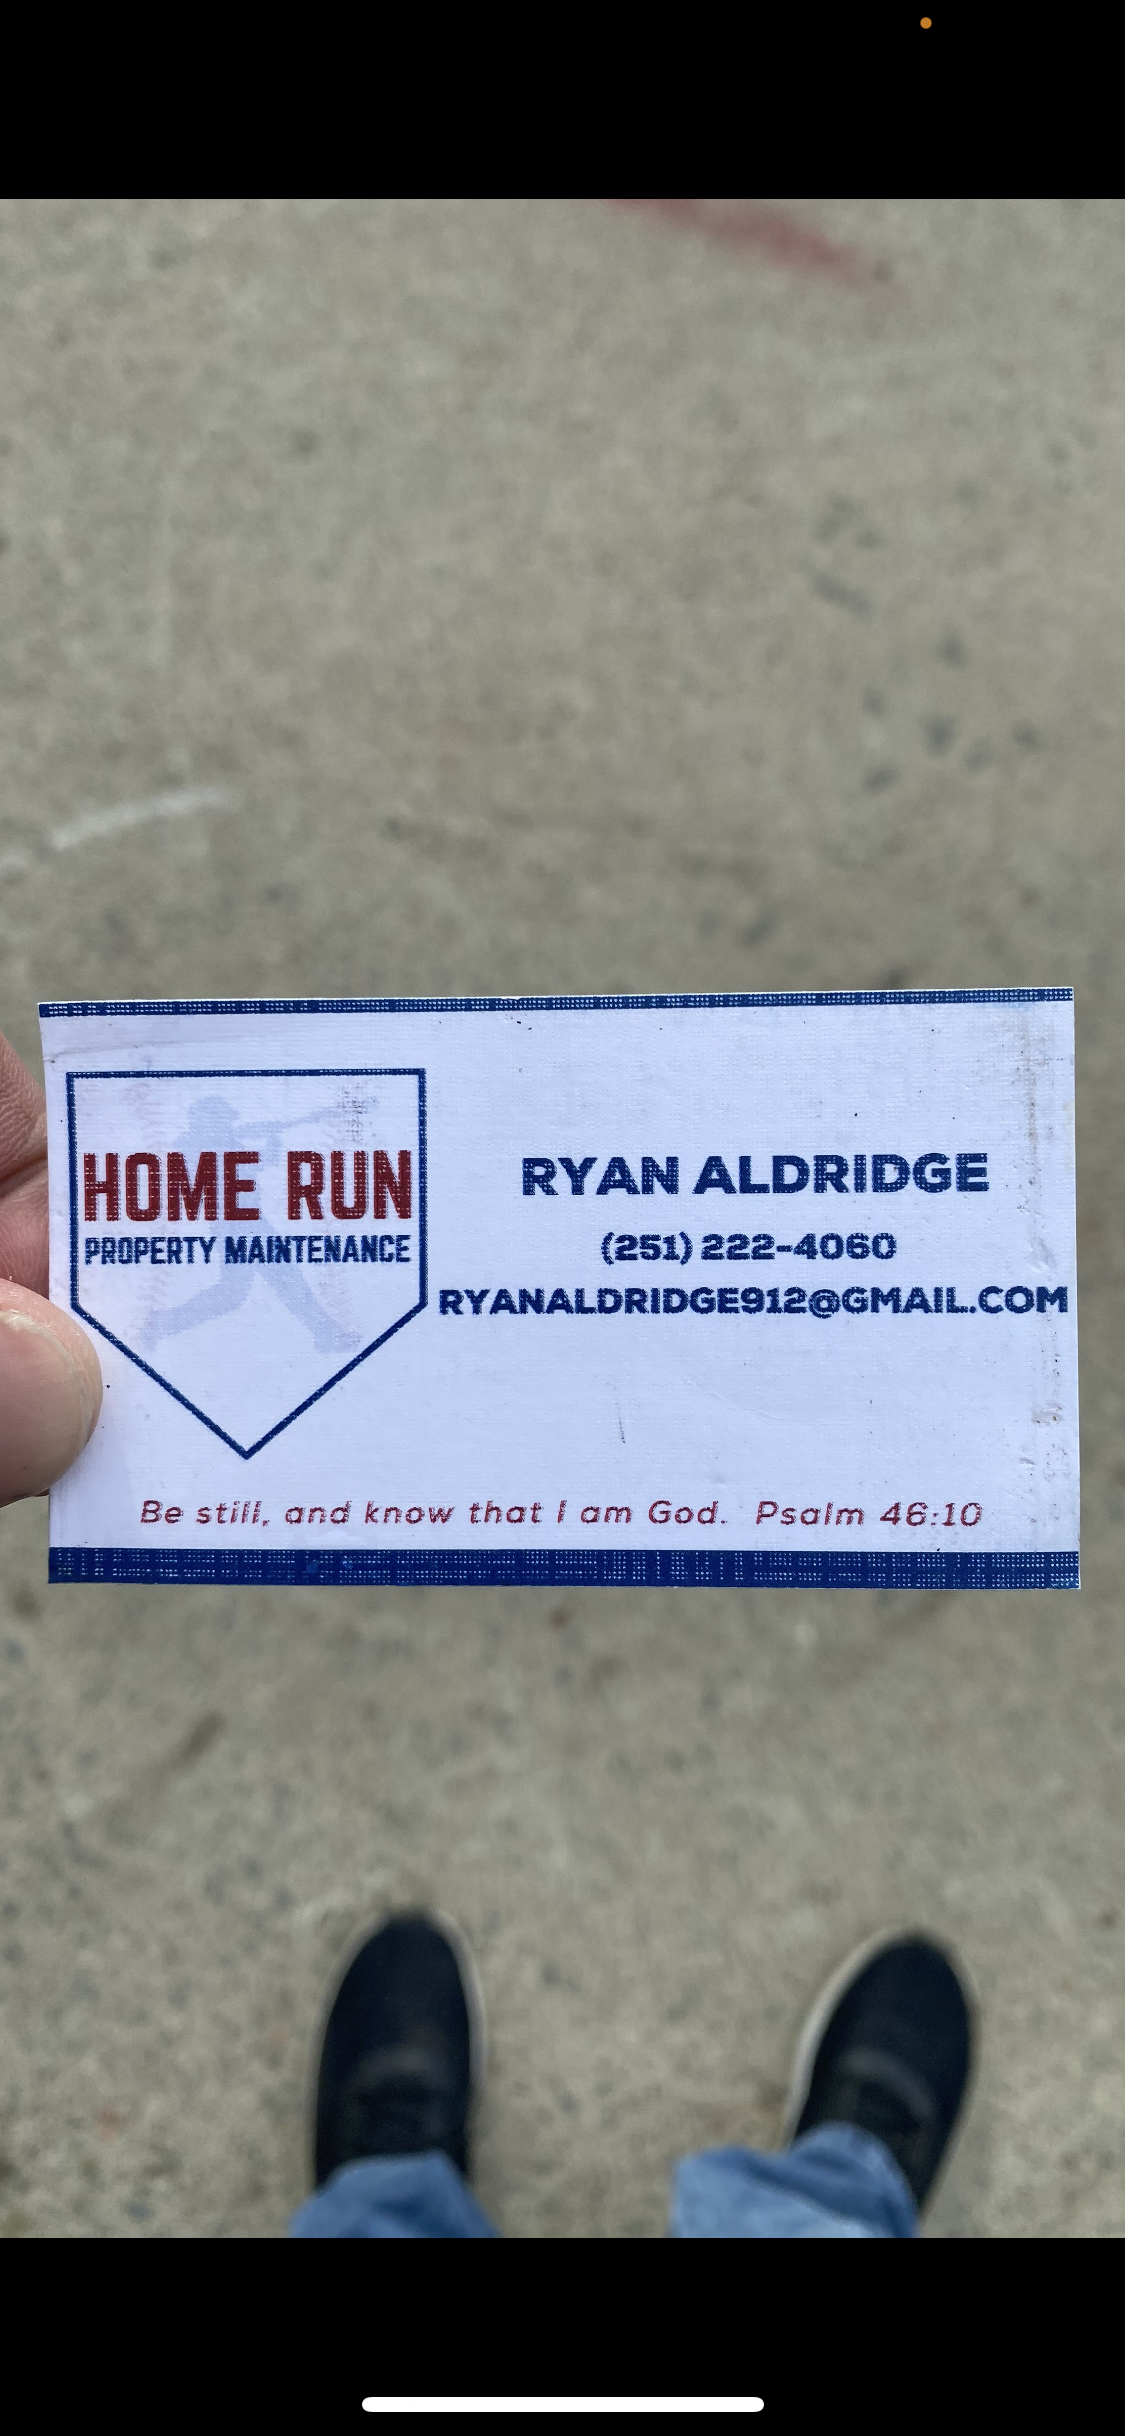 HOME RUN
PROPERTY MAINTENANCE
RYAN ALDRIDGE
(251) 222-4060
RYANALDRIDGE912@GMAIL.COM
Be still, and know that I am God. Psalm 46:10